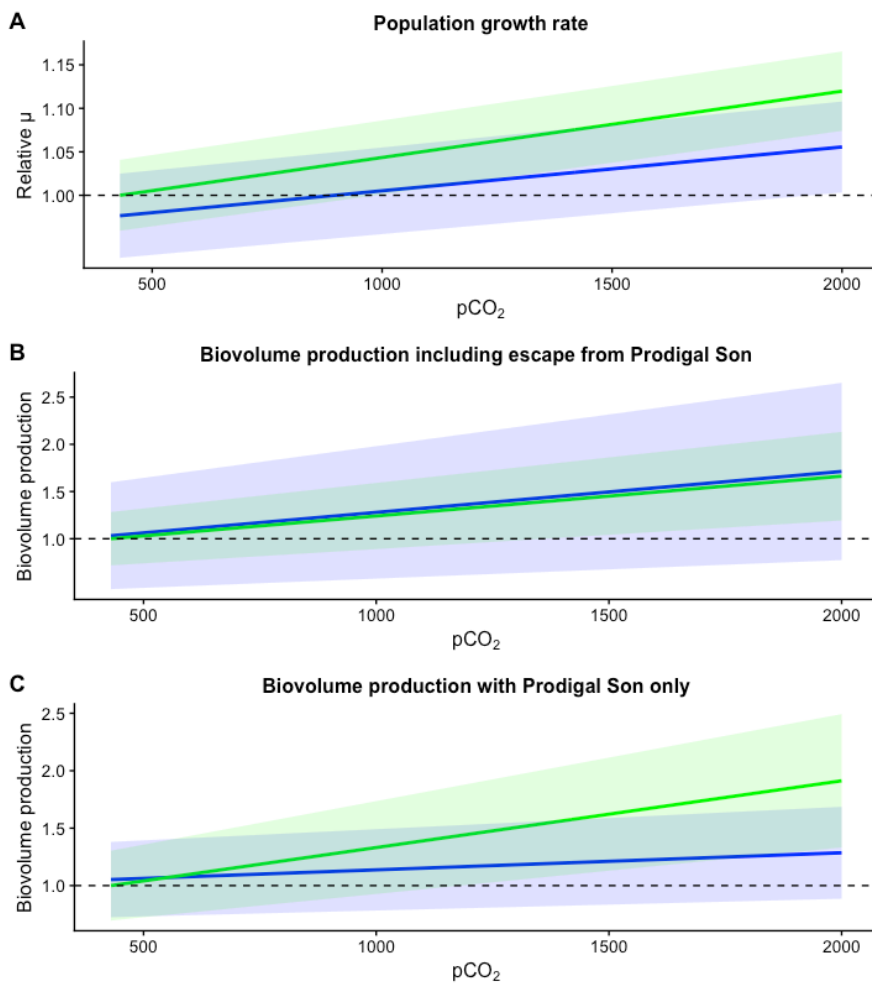 A
Population growth rate
Relative μ
1.15
1.10
1.05
1.00
500 1000 1500 2000
pCO₂
B
Biovolume production including escape from Prodigal Son
Biovolume production
2.5
2.0
1.5
1.0
500 1000 1500 2000
pCO₂
C
Biovolume production with Prodigal Son only
Biovolume production
2.5
2.0
1.5
1.0
500 1000 1500 2000
pCO₂